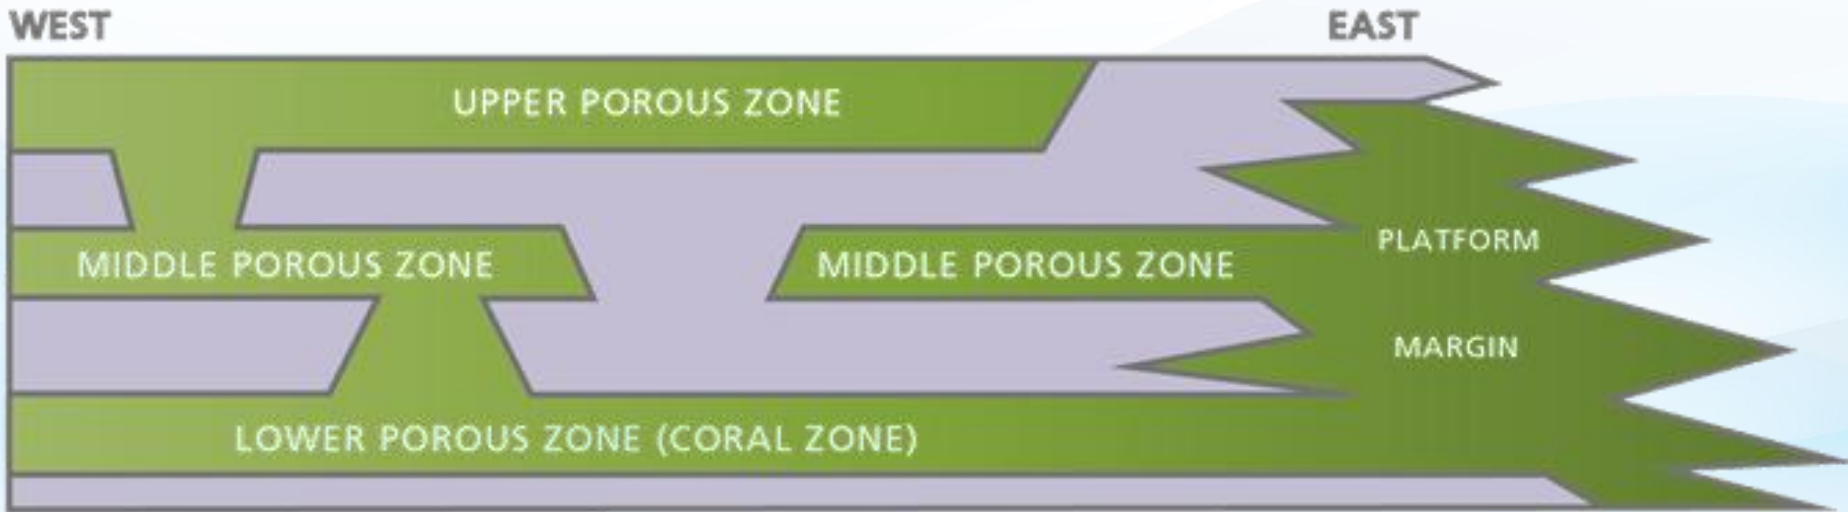 WEST
EAST
UPPER POROUS ZONE
MIDDLE POROUS ZONE
MIDDLE POROUS ZONE
PLATFORM
MARGIN
LOWER POROUS ZONE (CORAL ZONE)